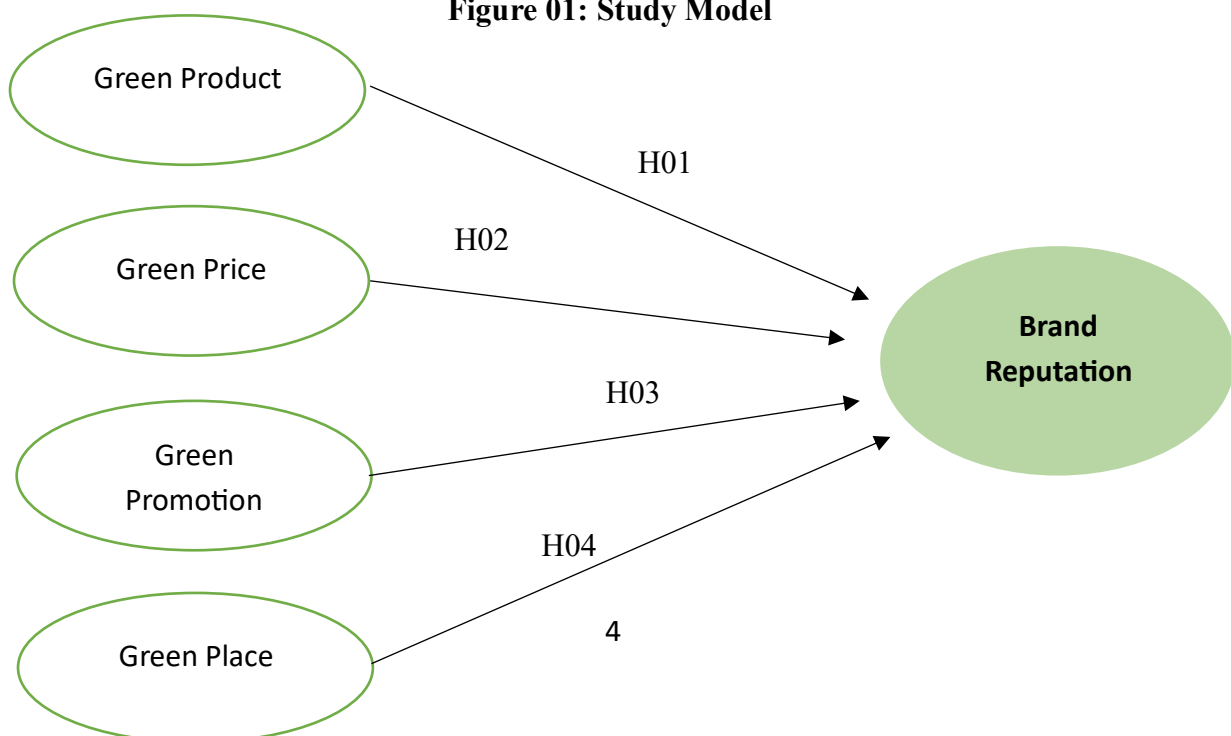 Figure 01: Study Model
Green Product
H01
H02
Green Price
Brand
Reputation
H03
Green
Promotion
H04
4
Green Place